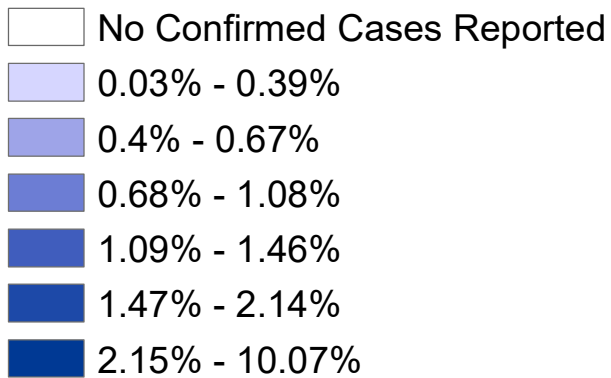 No Confirmed Cases Reported
0.03% - 0.39%
0.4% - 0.67%
0.68% - 1.08%
1.09% - 1.46%
1.47% - 2.14%
2.15% - 10.07%